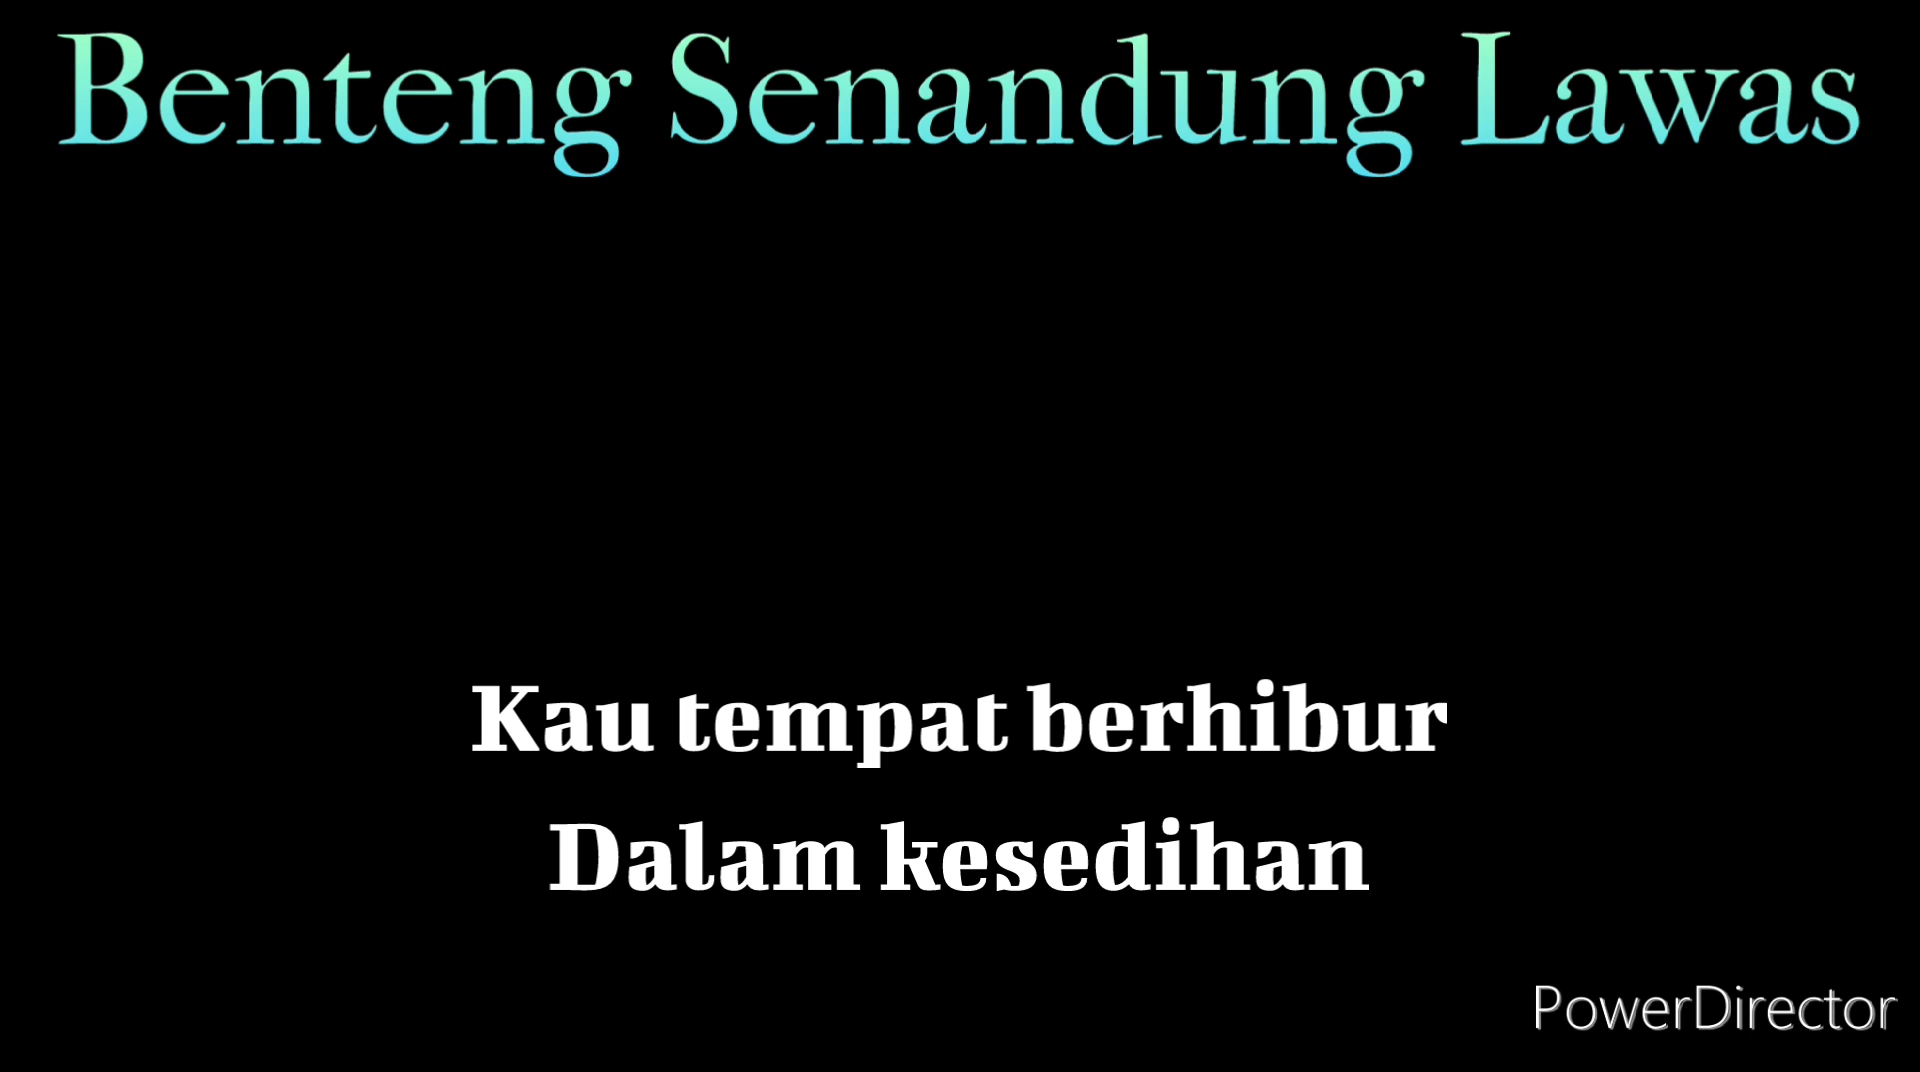 Benteng Senandung Lawas
Kau tempat berhibur
Dalam kesedihan
PowerDirector